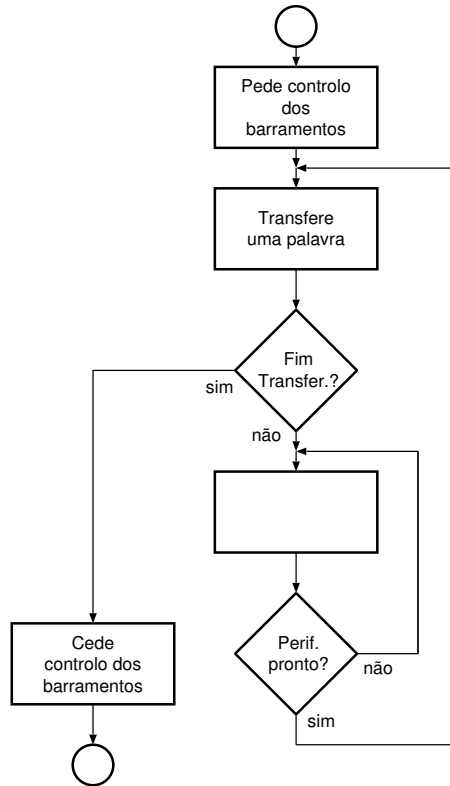 Pede controlo
dos
barramentos
Transfere
uma palavra
Fim
Transfer.?
sim
não
Perif.
pronto?
não
sim
Cede
controlo dos
barramentos